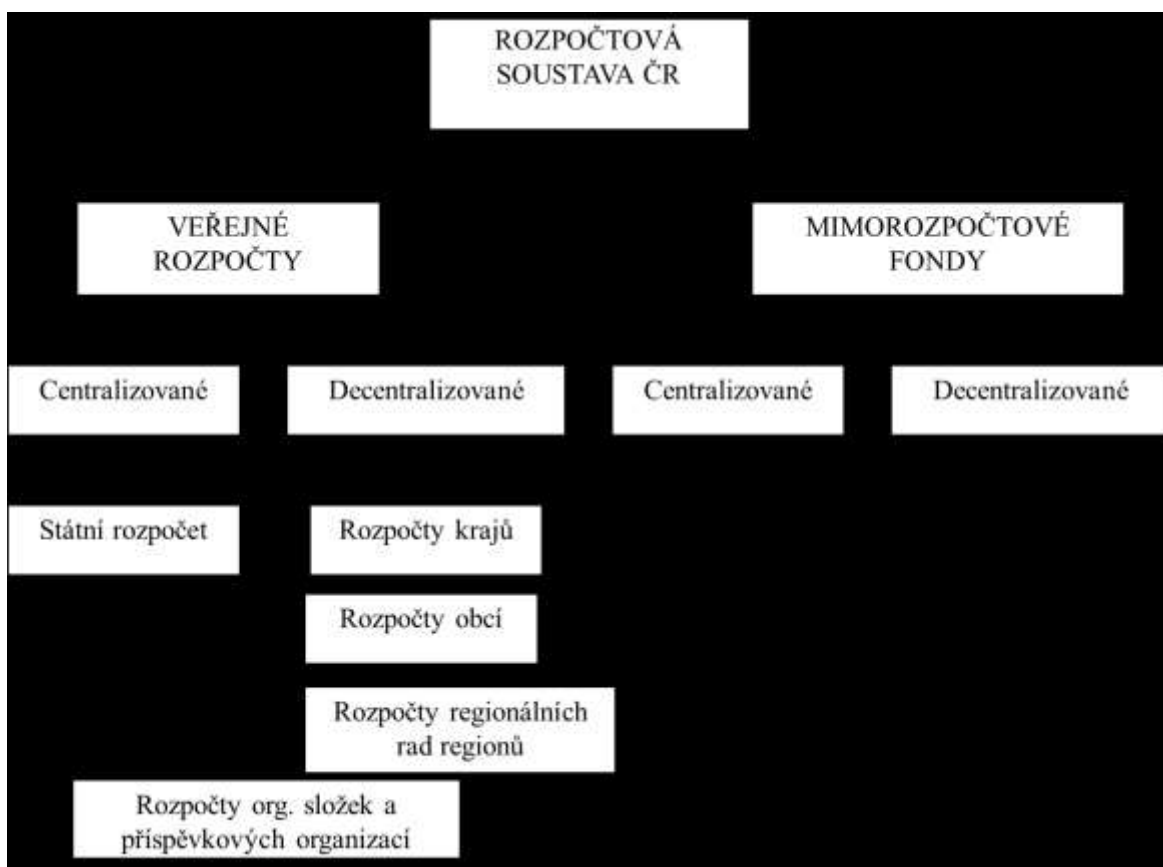 ROZPOČTOVÁ
SOUSTAVA ČR
VEŘEJNÉ
ROZPOČTY
MIMOROZPOČTOVÉ
FONDY
Centralizované
Decentralizované
Centralizované
Decentralizované
Státní rozpočet
Rozpočty krajů
Rozpočty obcí
Rozpočty regionálních
rad regionů
Rozpočty org. složek a
příspěvkových organizací